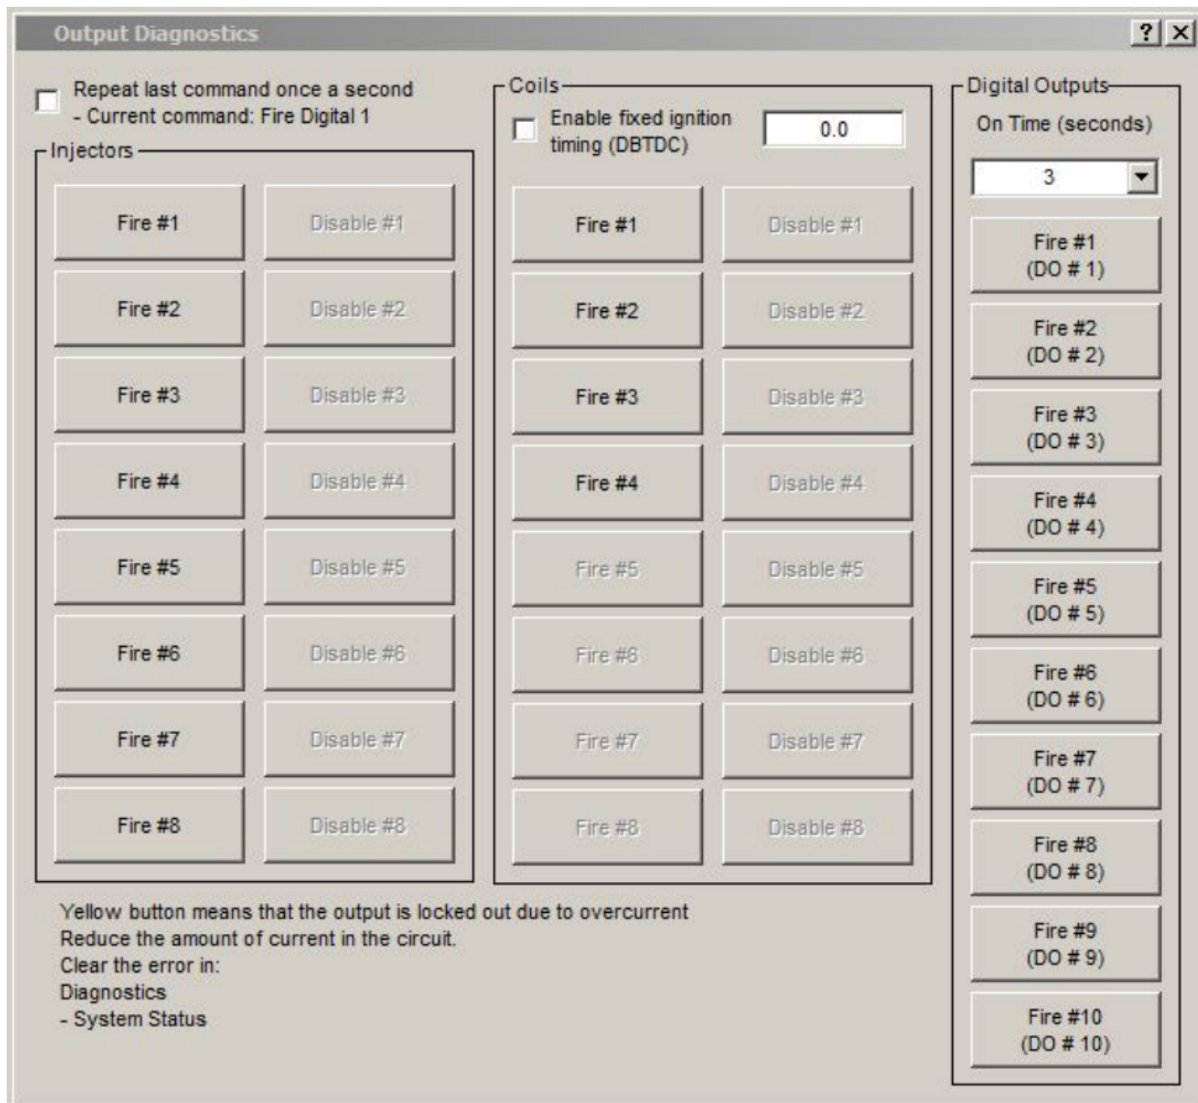 Output Diagnostics
?
Repeat last command once a second
- Current command: Fire Digital 1
Injectors
Fire #1
Disable #1
Fire #2
Disable #2
Fire #3
Disable #3
Fire #4
Disable #4
Fire #5
Disable #5
Fire #6
Disable #6
Fire #7
Disable #7
Fire #8
Disable #8
Coils
Enable fixed ignition
timing (DBTDC)
0.0
Fire #1
Disable #1
Fire #2
Disable #2
Fire #3
Disable #3
Fire #4
Disable #4
Fire #5
Disable #5
Fire #6
Disable #6
Fire #7
Disable #7
Fire #8
Disable #8
Digital Outputs
On Time (seconds)
3
Fire #1
(DO # 1)
Fire #2
(DO # 2)
Fire #3
(DO # 3)
Fire #4
(DO # 4)
Fire #5
(DO # 5)
Fire #6
(DO # 6)
Fire #7
(DO # 7)
Fire #8
(DO # 8)
Fire #9
(DO # 9)
Fire #10
(DO # 10)
Yellow button means that the output is locked out due to overcurrent
Reduce the amount of current in the circuit.
Clear the error in:
Diagnostics
- System Status